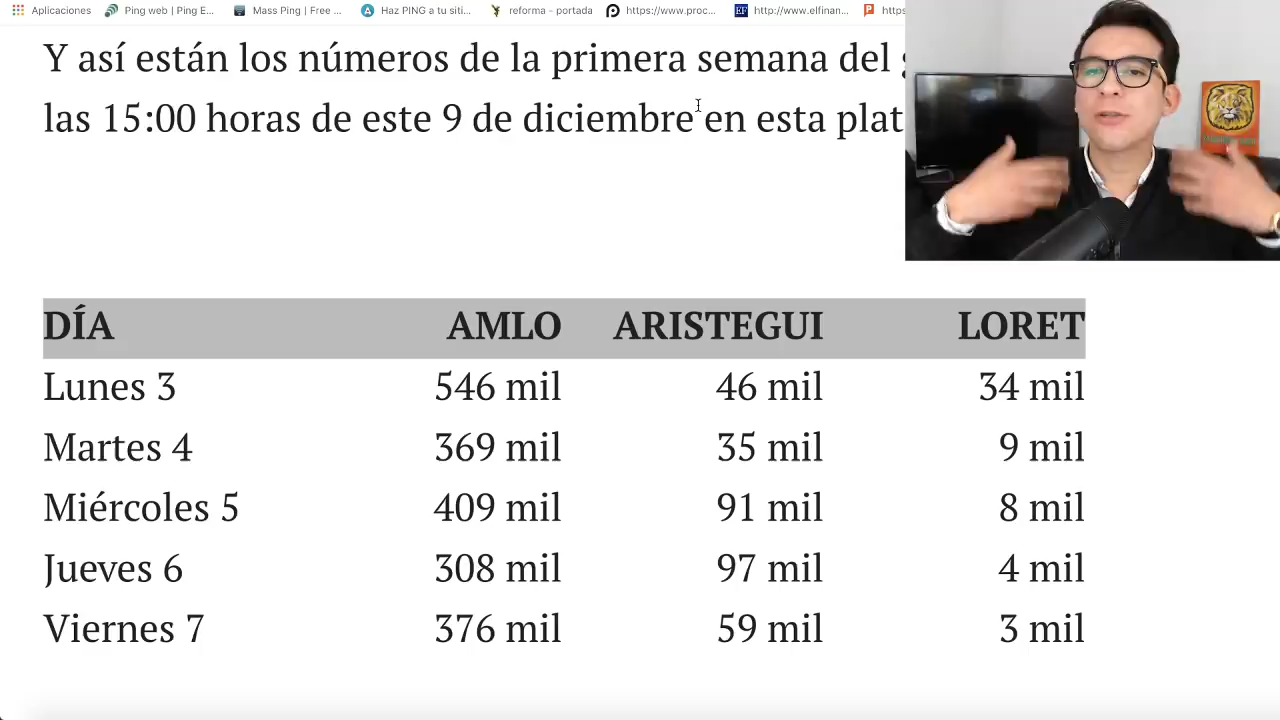 Aplicaciones Ping web | Ping E... Mass Ping | Free ... Haz PING a tu siti... reforma - portada https://www.proc... EF http://www.elfinan... https
Y así están los números de la primera semana del
las 15:00 horas de este 9 de diciembre en esta plat
DÍA AMLO ARISTEGUI LORET
Lunes 3 546 mil 46 mil 34 mil
Martes 4 369 mil 35 mil 9 mil
Miércoles 5 409 mil 91 mil 8 mil
Jueves 6 308 mil 97 mil 4 mil
Viernes 7 376 mil 59 mil 3 mil